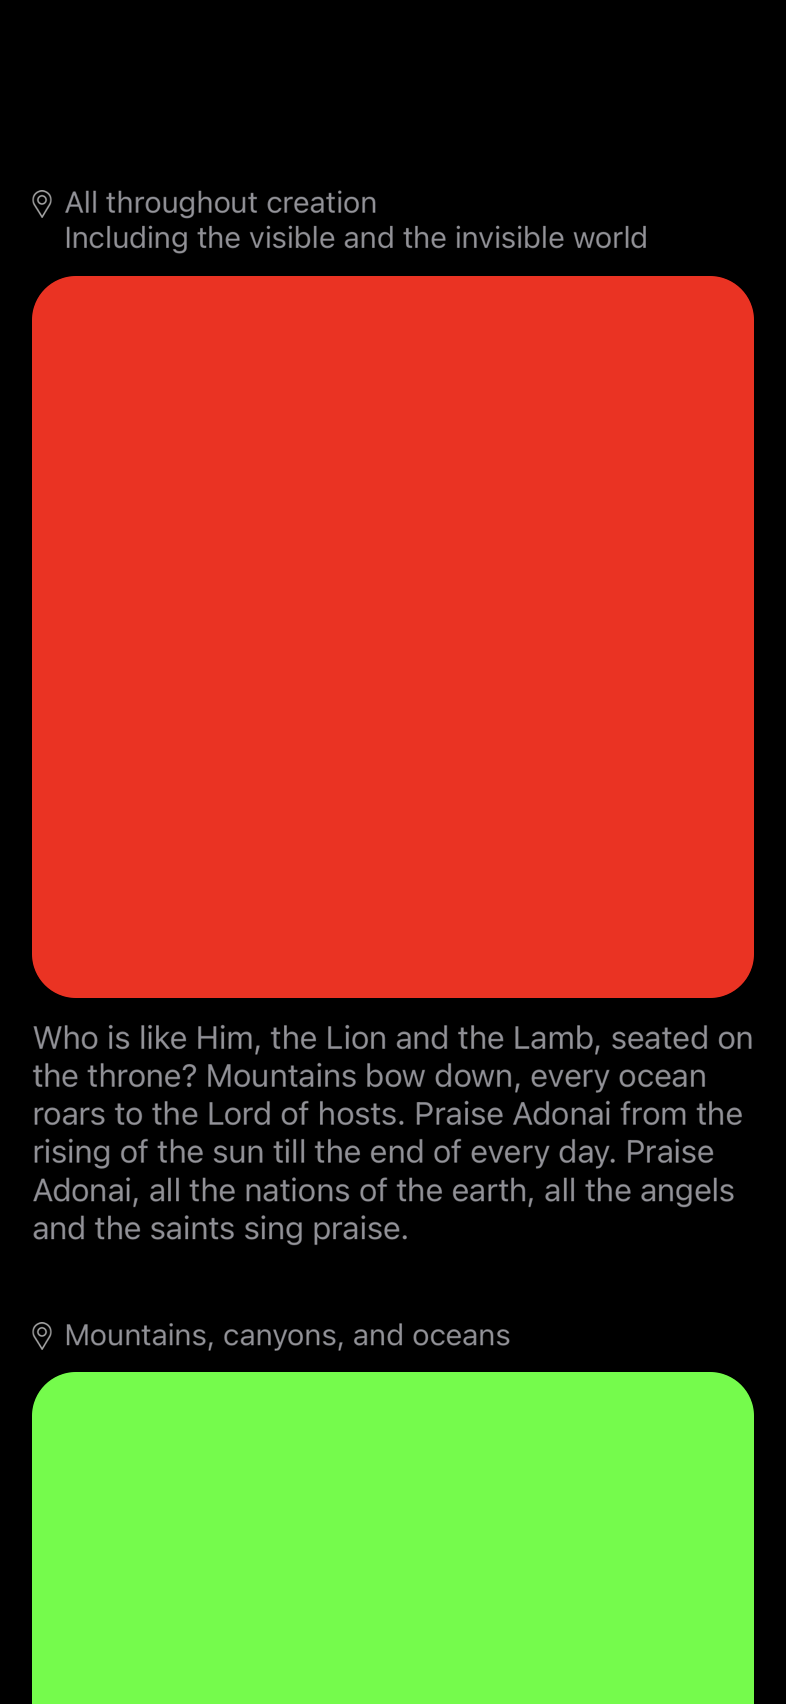 All throughout creation
Including the visible and the invisible world
Who is like Him, the Lion and the Lamb, seated on
the throne? Mountains bow down, every ocean
roars to the Lord of hosts. Praise Adonai from the
rising of the sun till the end of every day. Praise
Adonai, all the nations of the earth, all the angels
and the saints sing praise.
Mountains, canyons, and oceans